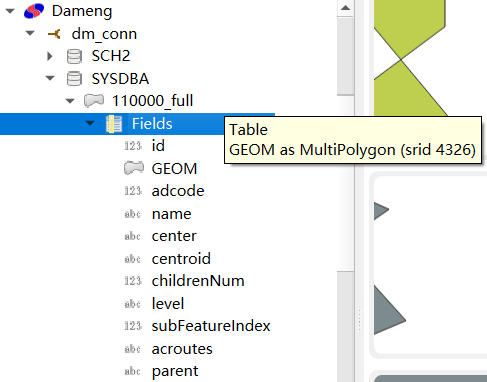 Dameng
dm_conn
SCH2
SYSDBA
110000_full
Fields
Table
GEOM as MultiPolygon (srid 4326)
123 id
GEOM
123 adcode
abc name
abc center
abc centroid
123 childrenNum
abc level
123 subFeatureIndex
abc acroutes
abc parent